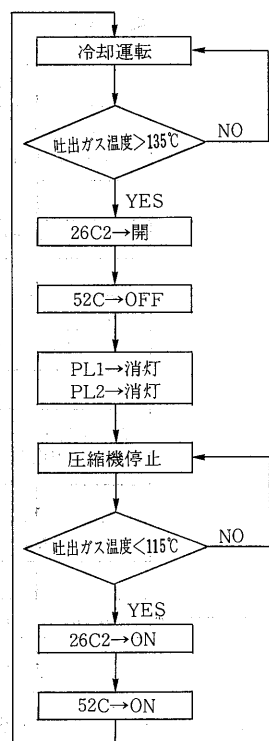 冷却運転
吐出ガス温度>135℃
NO
YES
26C2→開
52C→OFF
PL1→消灯
PL2→消灯
圧縮機停止
吐出ガス温度<115℃
NO
YES
26C2→ON
52C→ON